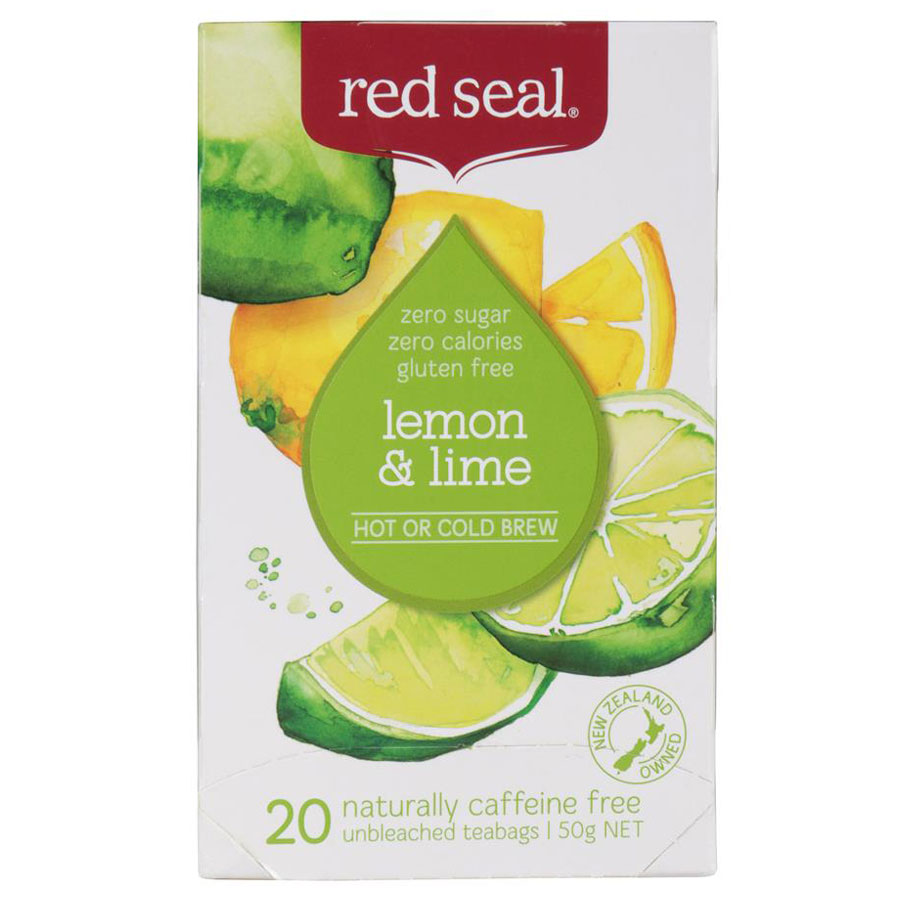 red seal®
zero sugar
zero calories
gluten free
lemon
& lime
HOT OR COLD BREW
NEW ZEALAND
OWNED
20 naturally caffeine free
unbleached teabags | 50g NET